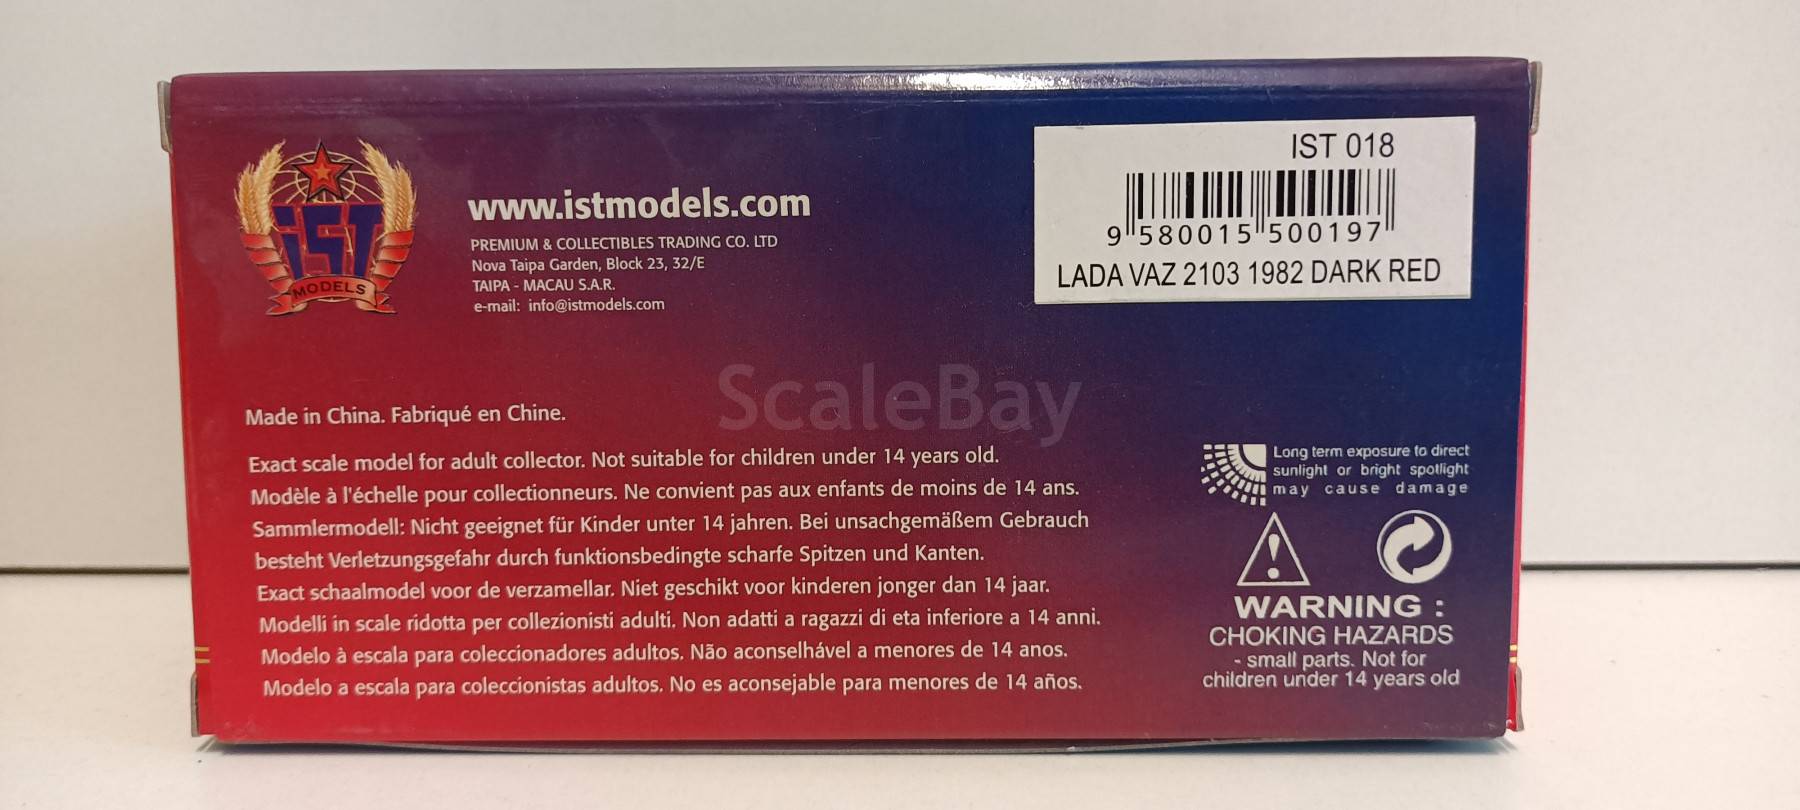 iST
MODELS
www.istmodels.com
PREMIUM & COLLECTIBLES TRADING CO. LTD
Nova Taipa Garden, Block 23, 32/E
TAIPA - MACAU S.A.R.
e-mail: info@istmodels.com
IST 018
9 580015 500197
LADA VAZ 2103 1982 DARK RED
ScaleBay
Made in China. Fabriqué en Chine.
Exact scale model for adult collector. Not suitable for children under 14 years old.
Modèle à l'échelle pour collectionneurs. Ne convient pas aux enfants de moins de 14 ans.
Sammlermodell: Nicht geeignet für Kinder unter 14 jahren. Bei unsachgemäßem Gebrauch
besteht Verletzungsgefahr durch funktionsbedingte scharfe Spitzen und Kanten.
Exact schaalmodel voor de verzamellar. Niet geschikt voor kinderen jonger dan 14 jaar.
Modelli in scale ridotta per collezionisti adulti. Non adatti a ragazzi di eta inferiore a 14 anni.
Modelo à escala para coleccionadores adultos. Não aconselhável a menores de 14 anos.
Modelo a escala para coleccionistas adultos. No es aconsejable para menores de 14 años.
Long term exposure to direct
sunlight or bright spotlight
may cause damage
WARNING :
CHOKING HAZARDS
- small parts. Not for
children under 14 years old